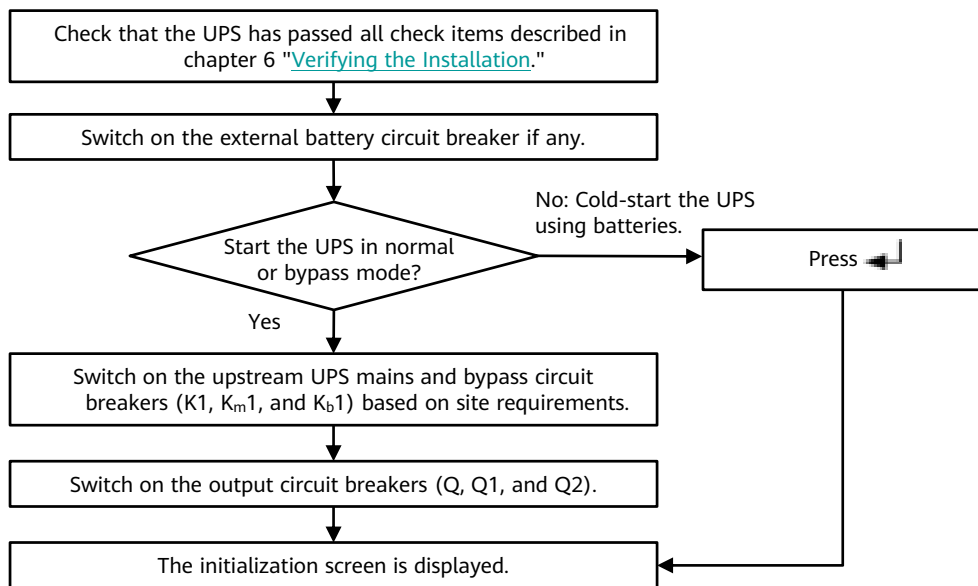 Check that the UPS has passed all check items described in
chapter 6 "Verifying the Installation."
Switch on the external battery circuit breaker if any.
No: Cold-start the UPS
using batteries.
Start the UPS in normal
or bypass mode?
Press
Yes
Switch on the upstream UPS mains and bypass circuit
breakers (K1, Km1, and Kb1) based on site requirements.
Switch on the output circuit breakers (Q, Q1, and Q2).
The initialization screen is displayed.